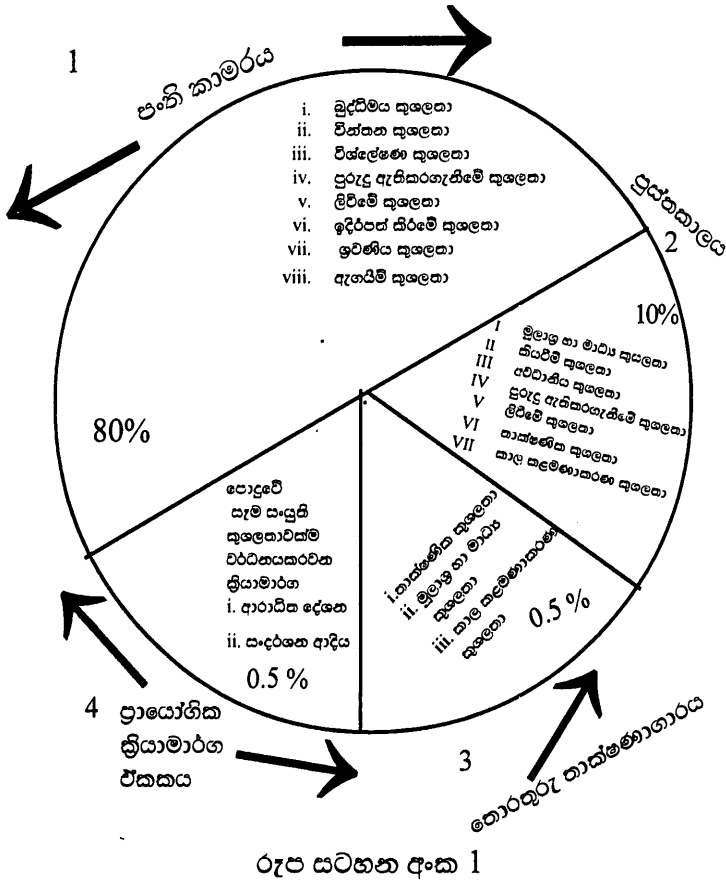 1
පංති කාමරය
i. බුද්ධිමය කුශලතා
ii. චින්තන කුශලතා
iii. විශ්ලේෂණ කුශලතා
iv. පුරුදු ඇතිකරගැනීමේ කුශලතා
v. ලිවීමේ කුශලතා
vi. ඉදිරිපත් කිරීමේ කුශලතා
vii. ශ්‍රවණීය කුශලතා
viii. ඇගයීම් කුශලතා
80%
පුස්තකාලය
2
10%
I මූලාශ්‍ර හා මාධ්‍ය කුශලතා
II කියවීම් කුශලතා
III අවධානීය කුශලතා
IV පුරුදු ඇතිකරගැනීමේ කුශලතා
V ලිවීමේ කුශලතා
VI තාක්ෂණික කුශලතා
VII කාල කළමණාකරණ කුශලතා
i. තාක්ෂණික කුශලතා
ii. මූලාශ්‍ර හා මාධ්‍ය
කුශලතා
iii. කාල කළමණාකරණ
කුශලතා
0.5 %
3
තොරතුරු තාක්ෂණාගාරය
පොදුවේ
සැම සංයුති
කුශලතාවක්ම
වර්ධනයකරවන
ක්‍රියාමාර්ග
i. ආරාධිත දේශන
ii. සංදර්ශන ආදිය
0.5 %
4 ප්‍රායෝගික
ක්‍රියාමාර්ග
ඒකකය
රූප සටහන අංක 1